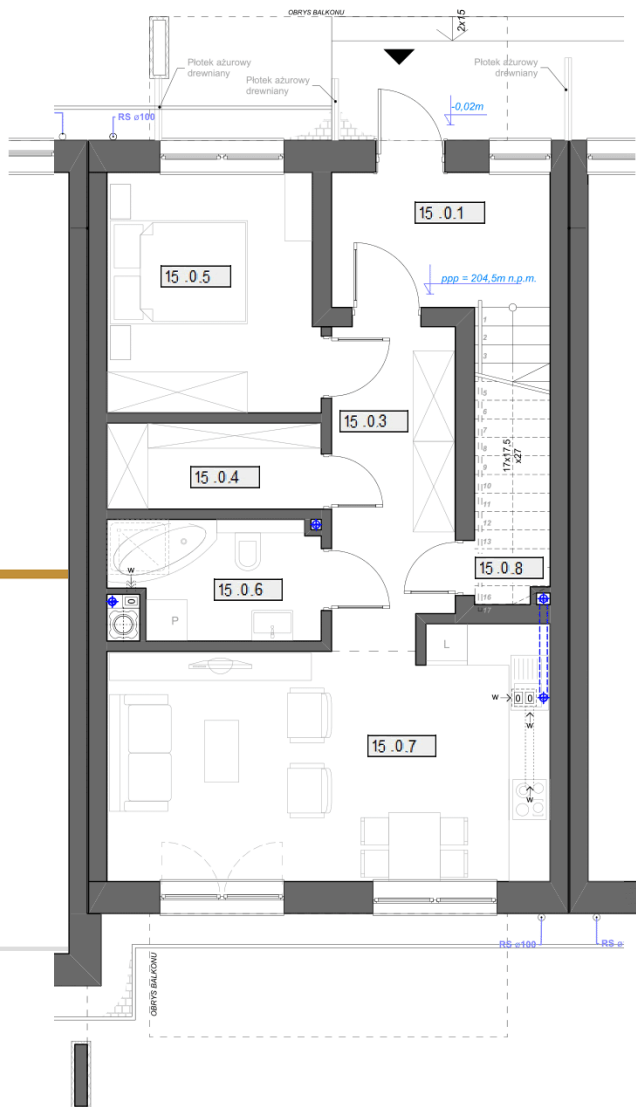 OBRYS BALKONU
2x15
Płotek ażurowy
drewniany
Płotek ażurowy
drewniany
Płotek ażurowy
drewniany
RS ⌀100
-0,02m
15 .0.1
15 .0.5
ppp = 204,5m n.p.m.
1
2
3
5
6
7
8
9
10
11
12
13
16
17
17x17,5
x27
15 .0.3
15 .0.4
15 .0.8
15 .0.6
W
P
L
W
W
W
15 .0.7
RS ⌀100
RS ⌀
OBRYS BALKONU